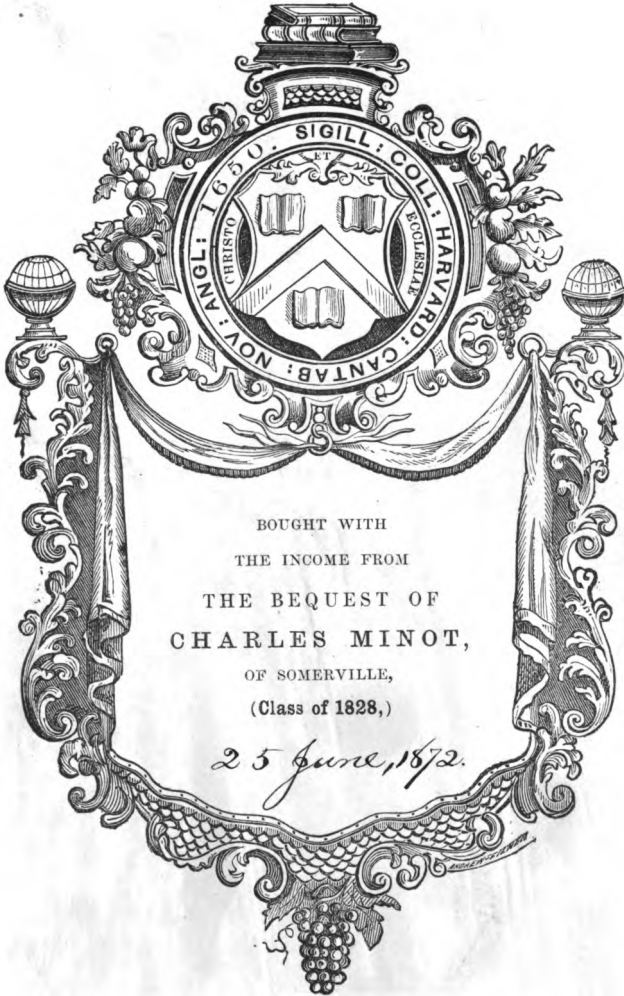 SIGILL: COLL: HARVARD: CANTAB: NOV: ANGL: 1650.
CHRISTO
ET
ECCLESIAE
BOUGHT WITH
THE INCOME FROM
THE BEQUEST OF
CHARLES MINOT,
OF SOMERVILLE,
(Class of 1828,)
25 June, 1872.